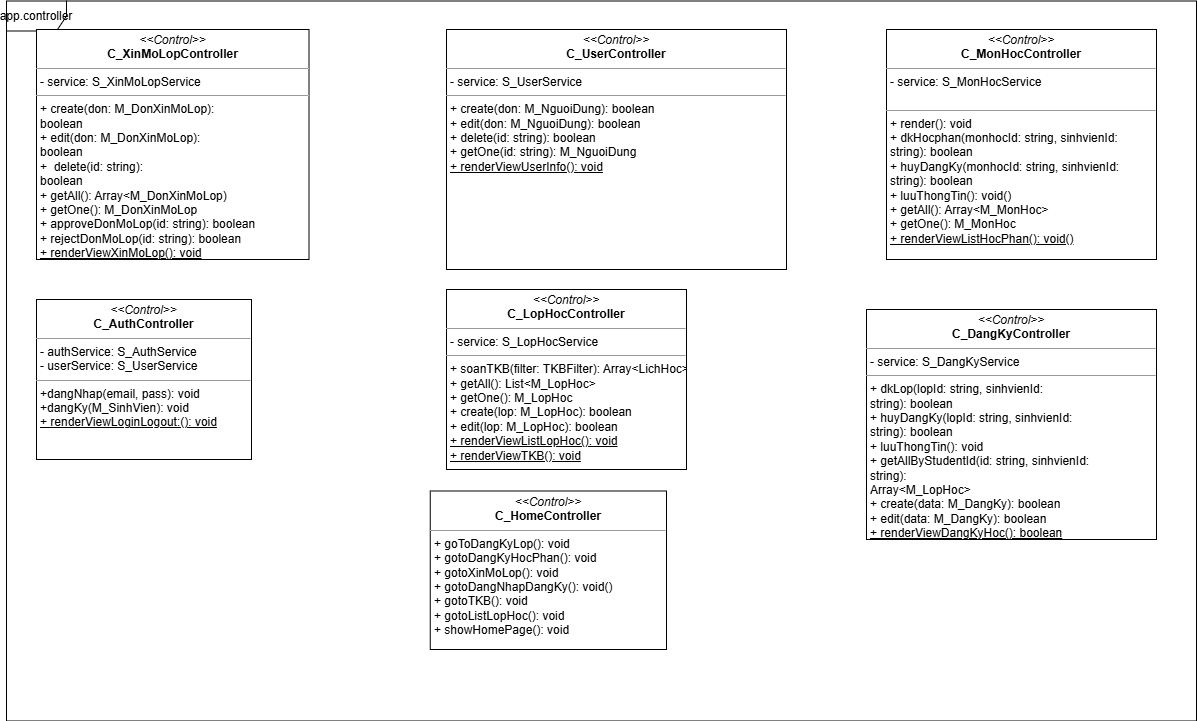 app.controller
<<Control>>
C_XinMoLopController
- service: S_XinMoLopService
+ create(don: M_DonXinMoLop):
boolean
+ edit(don: M_DonXinMoLop):
boolean
+  delete(id: string):
boolean
+ getAll(): Array<M_DonXinMoLop)
+ getOne(): M_DonXinMoLop
+ approveDonMoLop(id: string): boolean
+ rejectDonMoLop(id: string): boolean
+ renderViewXinMoLop(): void
<<Control>>
C_UserController
- service: S_UserService
+ create(don: M_NguoiDung): boolean
+ edit(don: M_NguoiDung): boolean
+ delete(id: string): boolean
+ getOne(id: string): M_NguoiDung
+ renderViewUserInfo(): void
<<Control>>
C_MonHocController
- service: S_MonHocService
+ render(): void
+ dkHocphan(monhocId: string, sinhvienId:
string): boolean
+ huyDangKy(monhocId: string, sinhvienId:
string): boolean
+ luuThongTin(): void()
+ getAll(): Array<M_MonHoc>
+ getOne(): M_MonHoc
+ renderViewListHocPhan(): void()
<<Control>>
C_AuthController
- authService: S_AuthService
- userService: S_UserService
+dangNhap(email, pass): void
+dangKy(M_SinhVien): void
+ renderViewLoginLogout:(): void
<<Control>>
C_LopHocController
- service: S_LopHocService
+ soanTKB(filter: TKBFilter): Array<LichHoc>
+ getAll(): List<M_LopHoc>
+ getOne(): M_LopHoc
+ create(lop: M_LopHoc): boolean
+ edit(lop: M_LopHoc): boolean
+ renderViewListLopHoc(): void
+ renderViewTKB(): void
<<Control>>
C_DangKyController
- service: S_DangKyService
+ dkLop(lopId: string, sinhvienId:
string): boolean
+ huyDangKy(lopId: string, sinhvienId:
string): boolean
+ luuThongTin(): void
+ getAllByStudentId(id: string, sinhvienId:
string):
Array<M_LopHoc>
+ create(data: M_DangKy): boolean
+ edit(data: M_DangKy): boolean
+ renderViewDangKyHoc(): boolean
<<Control>>
C_HomeController
+ goToDangKyLop(): void
+ gotoDangKyHocPhan(): void
+ gotoXinMoLop(): void
+ gotoDangNhapDangKy(): void()
+ gotoTKB(): void
+ gotoListLopHoc(): void
+ showHomePage(): void